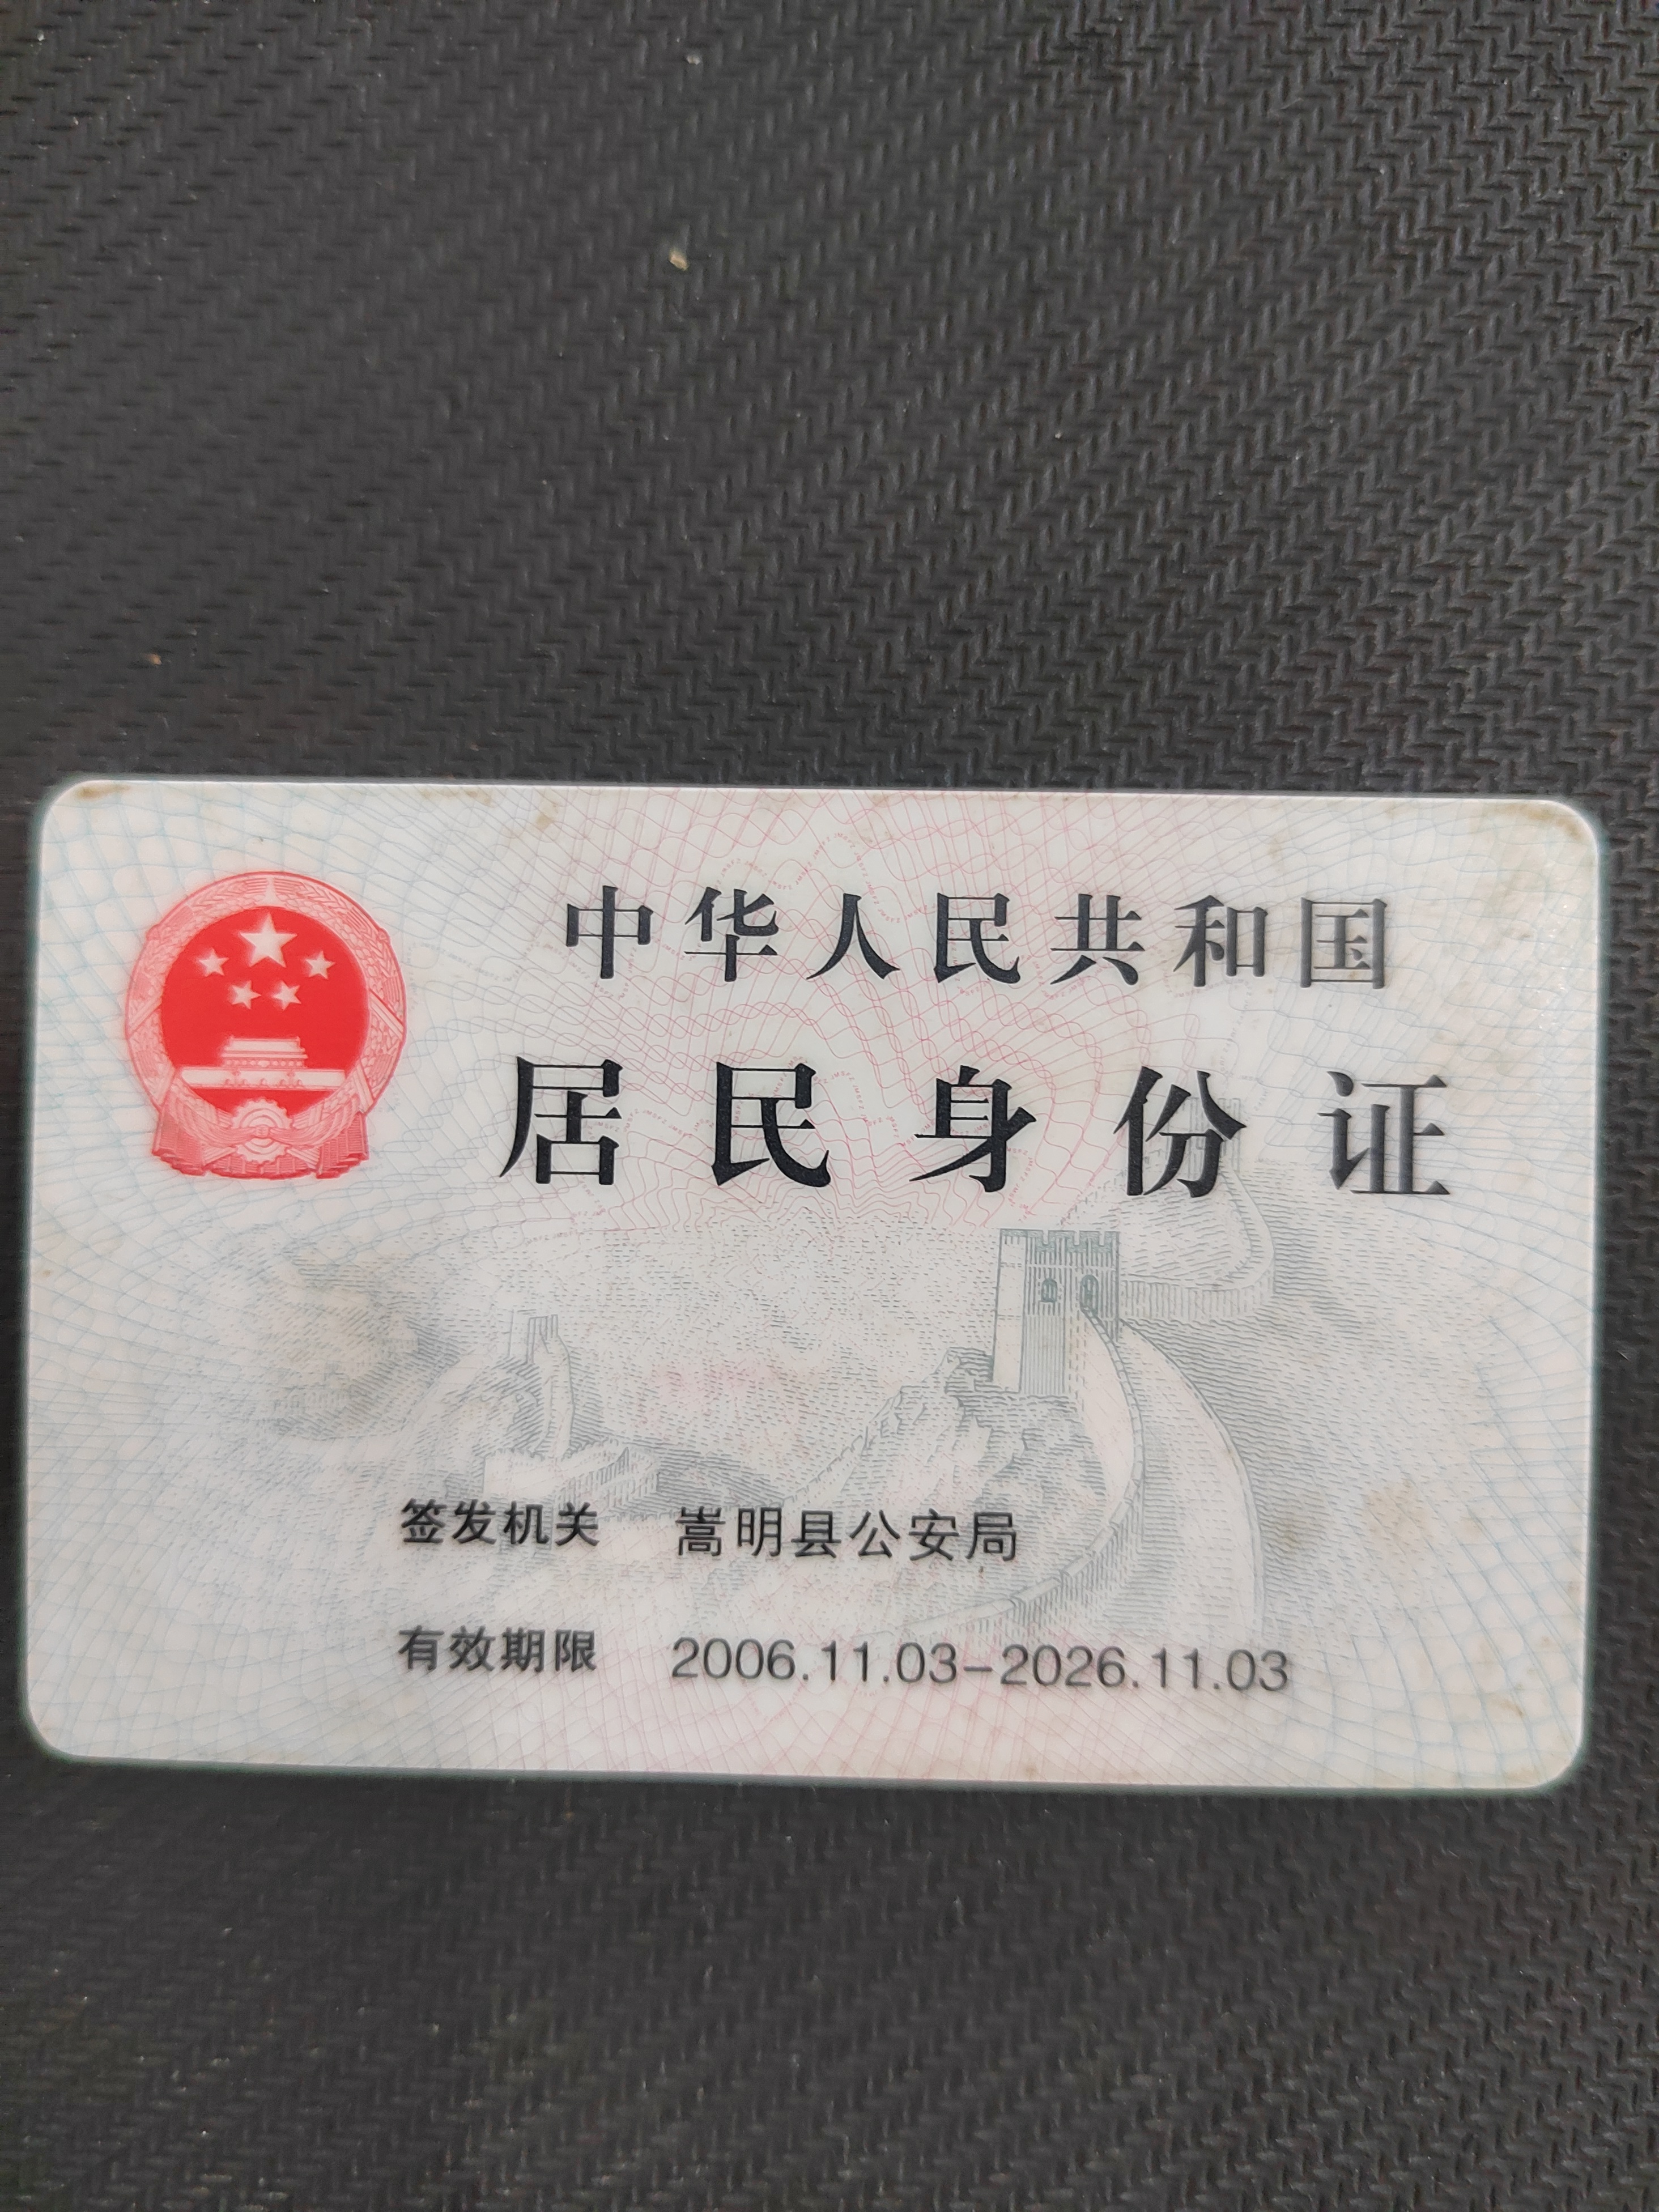 中华人民共和国
居民身份证
签发机关 嵩明县公安局
有效期限 2006.11.03-2026.11.03